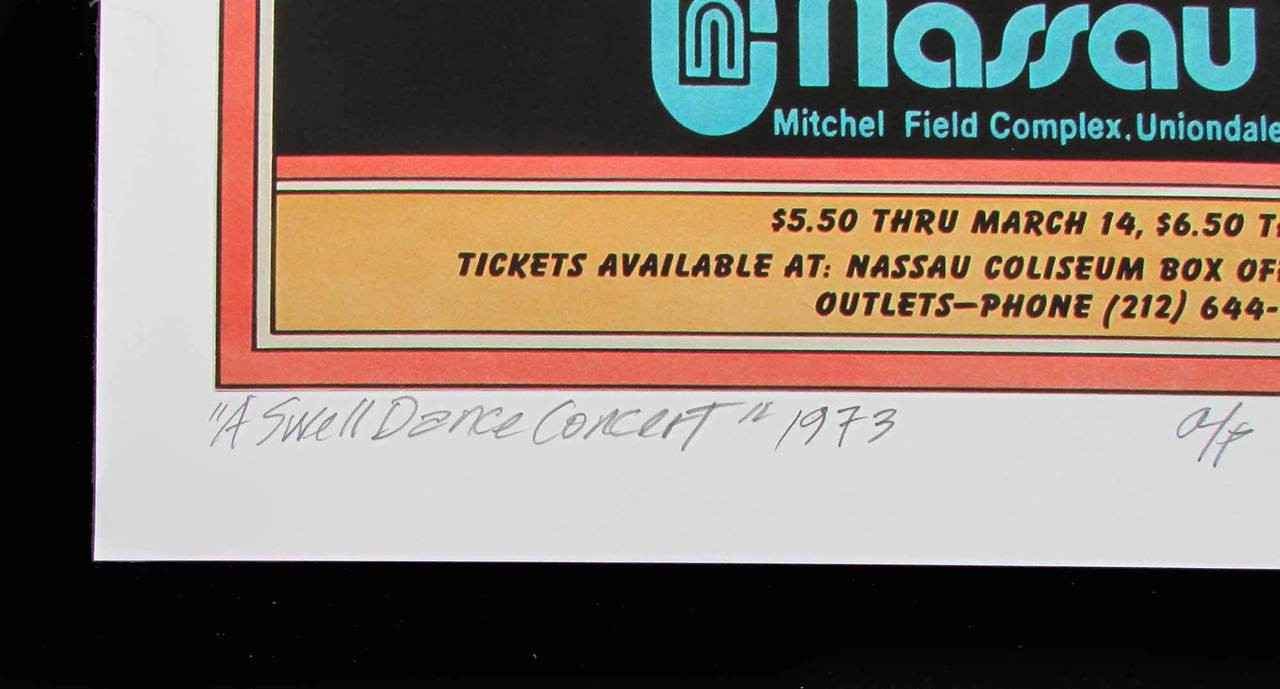 Nassau
Mitchel Field Complex, Uniondale
$5.50 THRU MARCH 14, $6.50 T
TICKETS AVAILABLE AT: NASSAU COLISEUM BOX OF
OUTLETS—PHONE (212) 644-
"A Swell Dance Concert" 1973 a/p